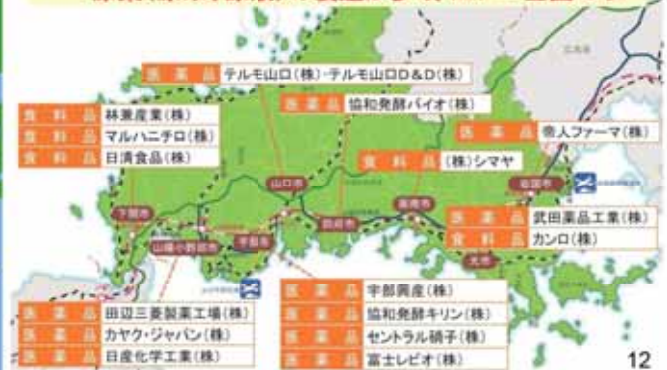 医薬品 テルモ山口(株)・テルモ山口D＆D(株)
医薬品 協和発酵バイオ(株)
食料品 林兼産業(株)
食料品 マルハニチロ(株)
食料品 日清食品(株)
医薬品 帝人ファーマ(株)
食料品 (株)シマヤ
山口市
岩国市
下関市
防府市
周南市
山陽小野田市
宇部市
光市
医薬品 武田薬品工業(株)
食料品 カンロ(株)
医薬品 田辺三菱製薬工場(株)
医薬品 カヤク・ジャパン(株)
医薬品 日産化学工業(株)
医薬品 宇部興産(株)
医薬品 協和発酵キリン(株)
医薬品 セントラル硝子(株)
医薬品 富士レビオ(株)
広島県
12